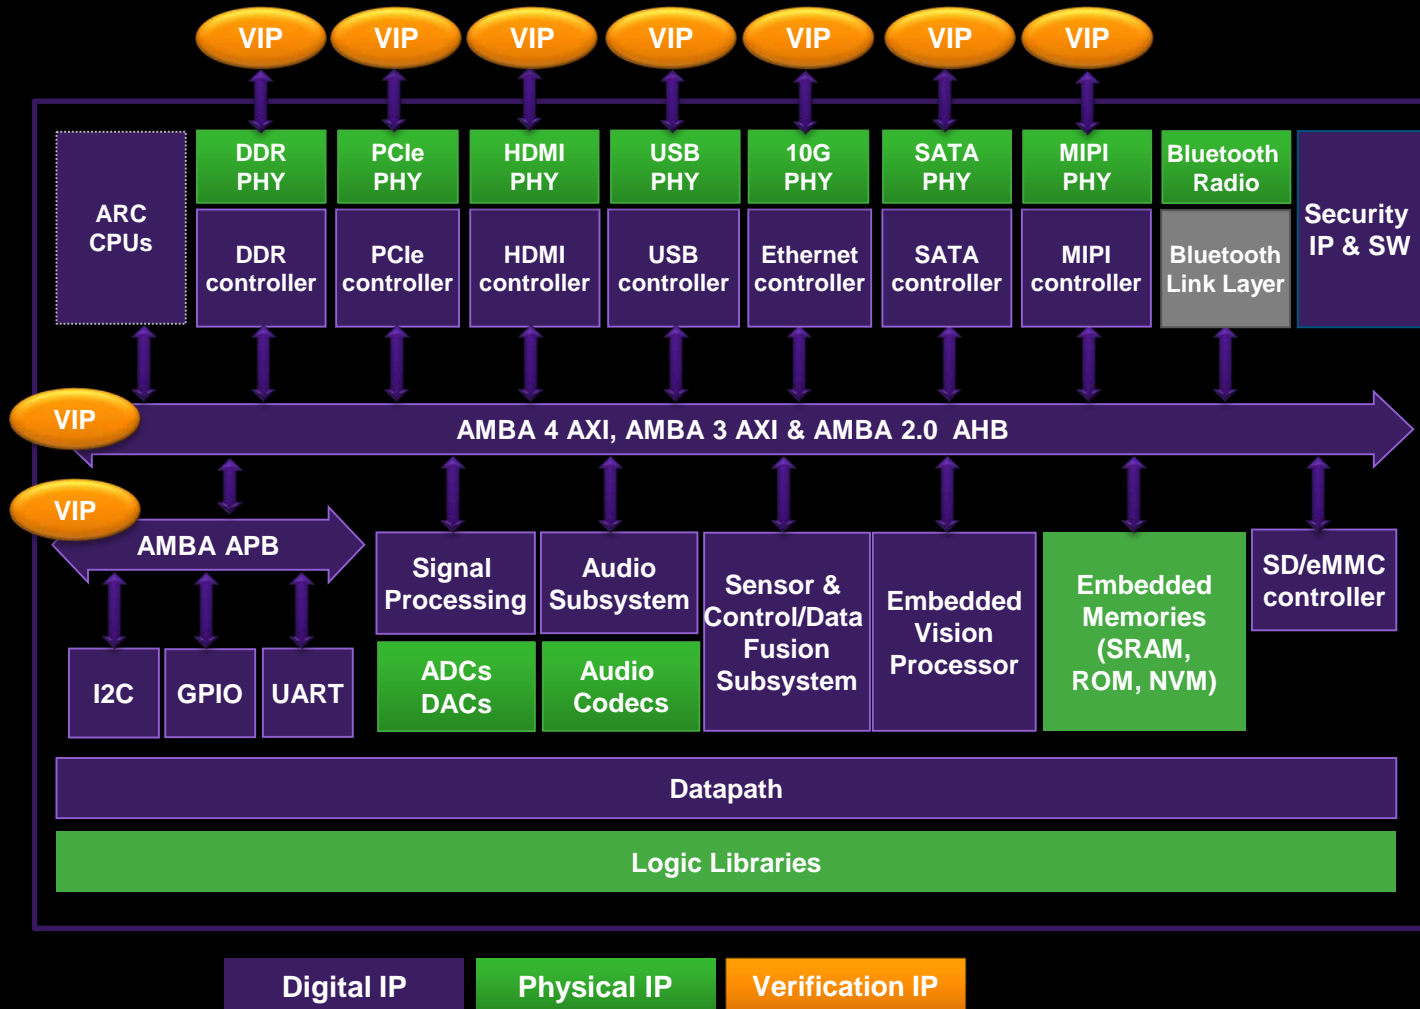 VIP
VIP
VIP
VIP
VIP
VIP
VIP
ARC
CPUs
DDR
PHY
PCIe
PHY
HDMI
PHY
USB
PHY
10G
PHY
SATA
PHY
MIPI
PHY
Bluetooth
Radio
Security
IP & SW
DDR
controller
PCIe
controller
HDMI
controller
USB
controller
Ethernet
controller
SATA
controller
MIPI
controller
Bluetooth
Link Layer
VIP
AMBA 4 AXI, AMBA 3 AXI & AMBA 2.0 AHB
VIP
AMBA APB
I2C
GPIO
UART
Signal
Processing
ADCs
DACs
Audio
Subsystem
Audio
Codecs
Sensor &
Control/Data
Fusion
Subsystem
Embedded
Vision
Processor
Embedded
Memories
(SRAM,
ROM, NVM)
SD/eMMC
controller
Datapath
Logic Libraries
Digital IP
Physical IP
Verification IP